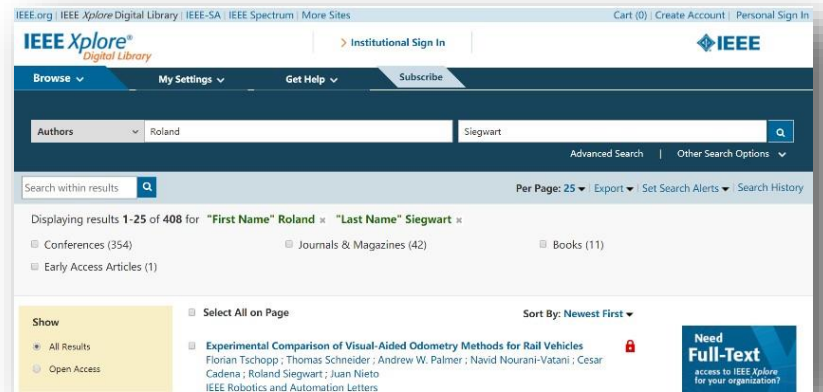 IEEE.org | IEEE Xplore Digital Library | IEEE-SA | IEEE Spectrum | More Sites
Cart (0) | Create Account | Personal Sign In
IEEE Xplore®
Digital Library
> Institutional Sign In
IEEE
Browse
My Settings
Get Help
Subscribe
Authors
Roland
Siegwart
Advanced Search | Other Search Options
Search within results
Per Page: 25 | Export | Set Search Alerts | Search History
Displaying results 1-25 of 408 for "First Name" Roland × "Last Name" Siegwart ×
Conferences (354)
Journals & Magazines (42)
Books (11)
Early Access Articles (1)
Show
All Results
Open Access
Select All on Page
Sort By: Newest First
Experimental Comparison of Visual-Aided Odometry Methods for Rail Vehicles
Florian Tschopp ; Thomas Schneider ; Andrew W. Palmer ; Navid Nourani-Vatani ; Cesar
Cadena ; Roland Siegwart ; Juan Nieto
IEEE Robotics and Automation Letters
Need
Full-Text
access to IEEE Xplore
for your organization?